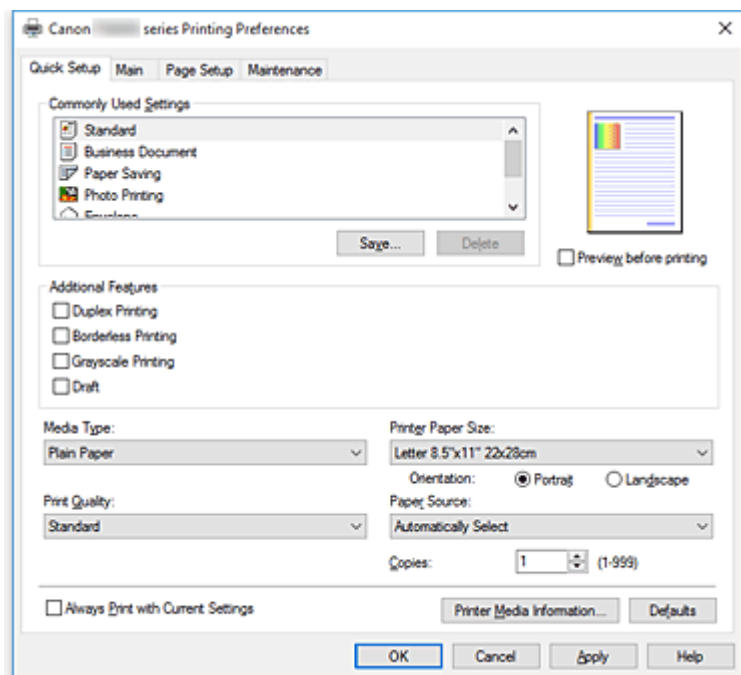 Canon series Printing Preferences
Quick Setup Main Page Setup Maintenance
Commonly Used Settings
Standard
Business Document
Paper Saving
Photo Printing
Envelope
Save... Delete
Preview before printing
Additional Features
Duplex Printing
Borderless Printing
Grayscale Printing
Draft
Media Type: Printer Paper Size:
Plain Paper Letter 8.5"x11" 22x28cm
Orientation: Portrait Landscape
Print Quality: Paper Source:
Standard Automatically Select
Copies: 1 (1-999)
Always Print with Current Settings Printer Media Information... Defaults
OK Cancel Apply Help